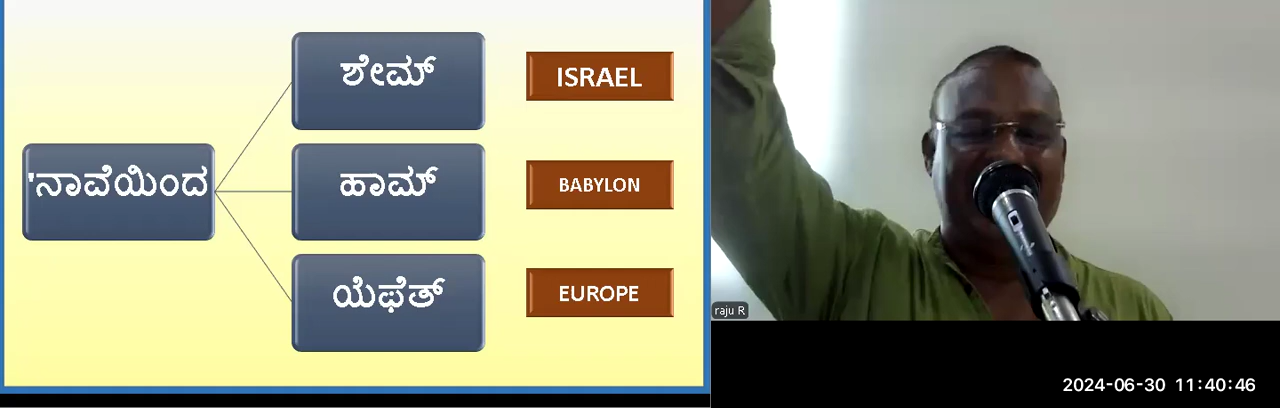 ಶೇಮ್
ISRAEL
'ನಾವೆಯಿಂದ
ಹಾಮ್
BABYLON
ಯೆಫೆತ್
EUROPE
raju R
2024-06-30 11:40:46